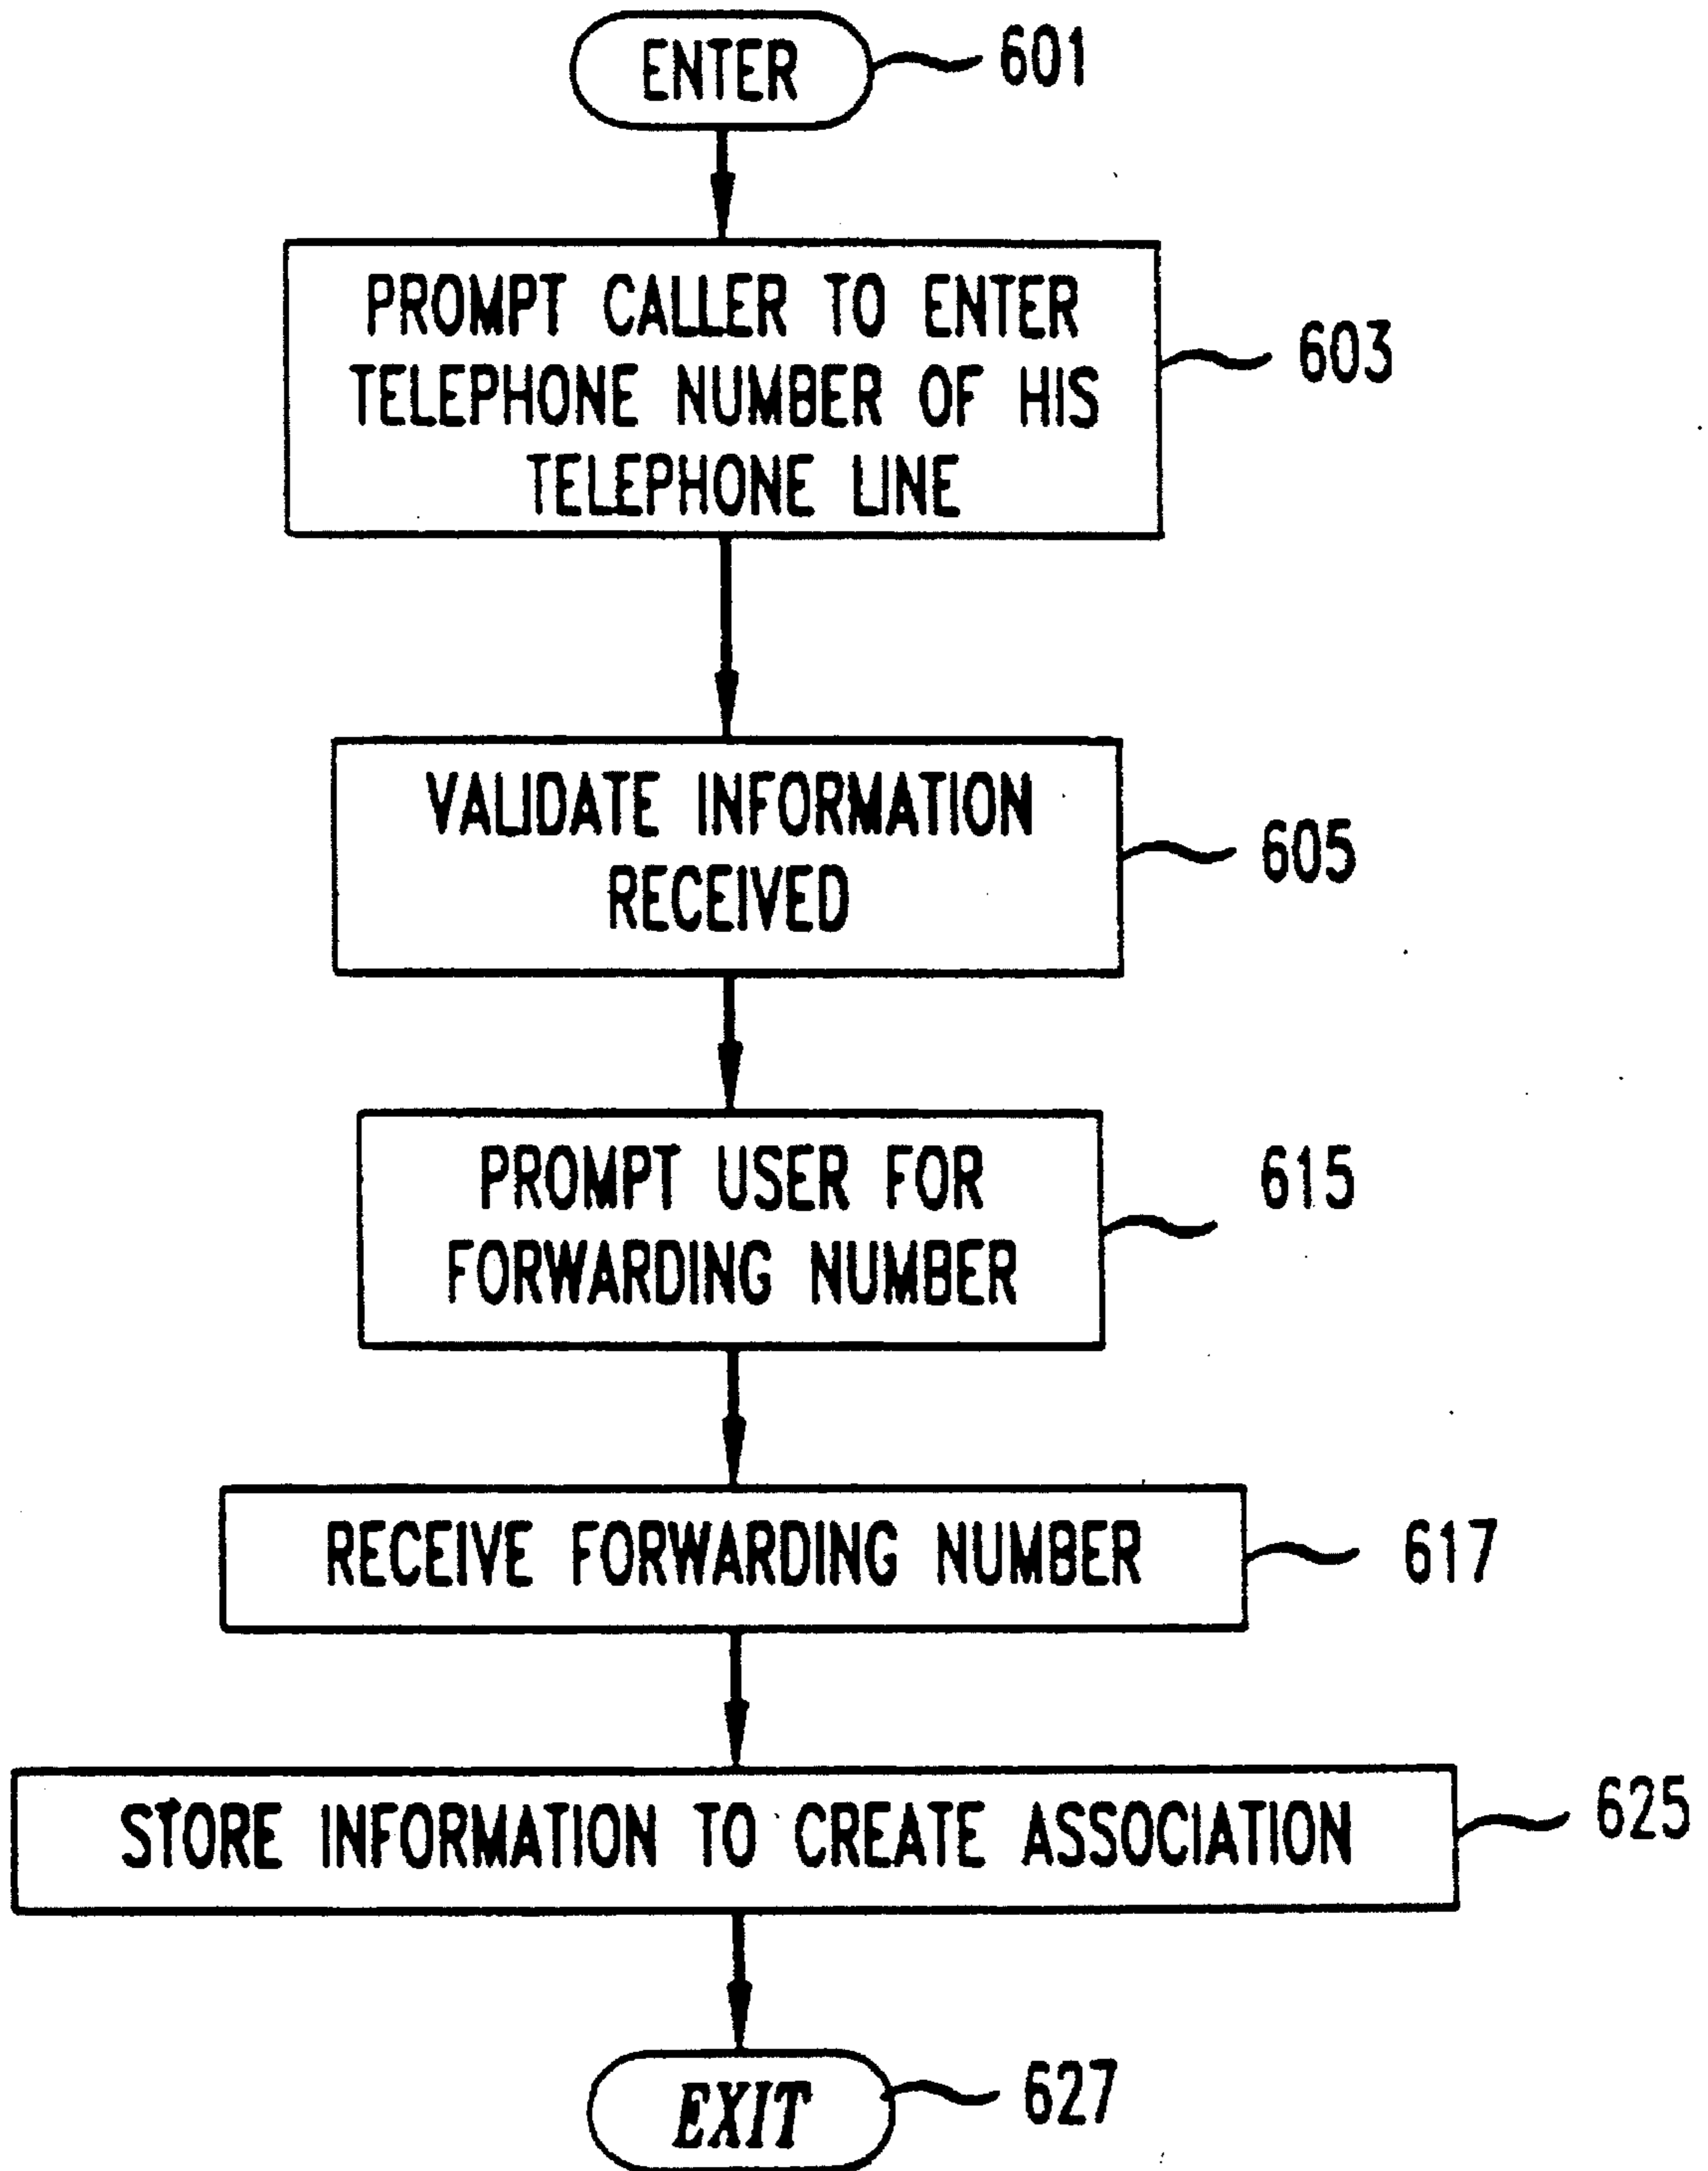 ENTER
601
PROMPT CALLER TO ENTER
TELEPHONE NUMBER OF HIS
TELEPHONE LINE
603
VALIDATE INFORMATION
RECEIVED
605
PROMPT USER FOR
FORWARDING NUMBER
615
RECEIVE FORWARDING NUMBER
617
STORE INFORMATION TO CREATE ASSOCIATION
625
EXIT
627